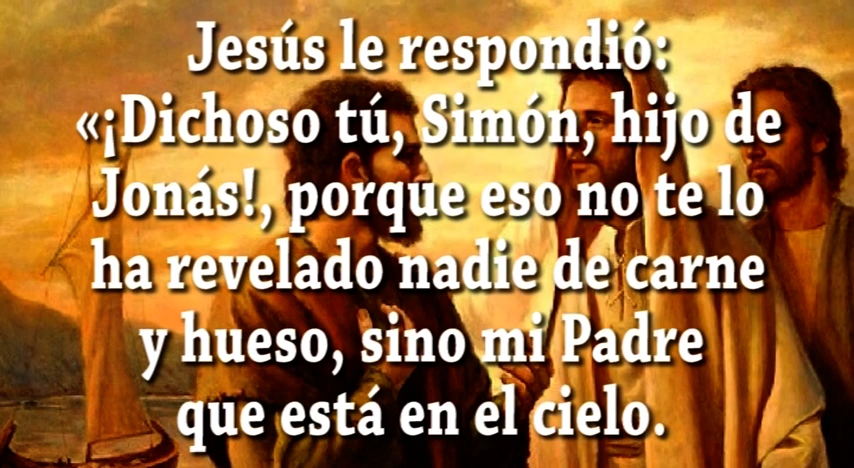 Jesús le respondió:
«¡Dichoso tú, Simón, hijo de
Jonás!, porque eso no te lo
ha revelado nadie de carne
y hueso, sino mi Padre
que está en el cielo.